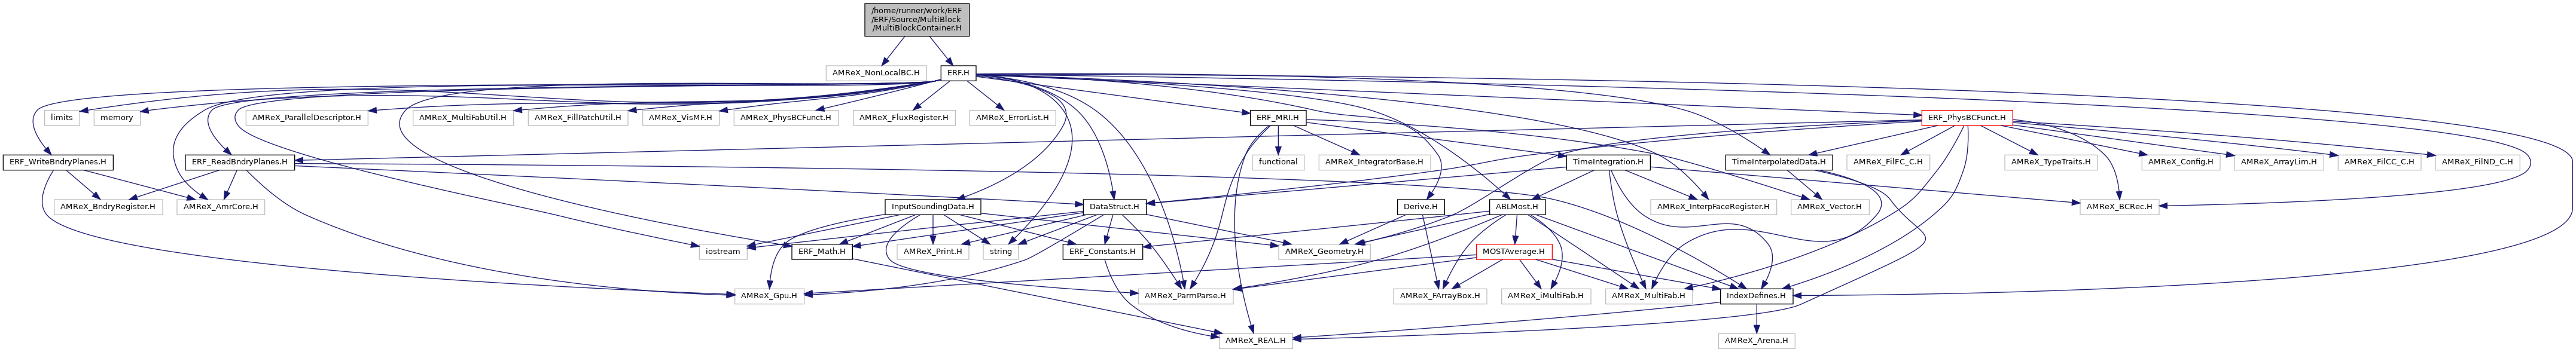 /home/runner/work/ERF
/ERF/Source/MultiBlock
/MultiBlockContainer.H
AMReX_NonLocalBC.H
ERF.H
limits
memory
AMReX_ParallelDescriptor.H
AMReX_MultiFabUtil.H
AMReX_FillPatchUtil.H
AMReX_VisMF.H
AMReX_PhysBCFunct.H
AMReX_FluxRegister.H
AMReX_ErrorList.H
ERF_MRI.H
ERF_PhysBCFunct.H
ERF_WriteBndryPlanes.H
ERF_ReadBndryPlanes.H
functional
AMReX_IntegratorBase.H
TimeIntegration.H
TimeInterpolatedData.H
AMReX_FilFC_C.H
AMReX_TypeTraits.H
AMReX_Config.H
AMReX_ArrayLim.H
AMReX_FilCC_C.H
AMReX_FilND_C.H
AMReX_BndryRegister.H
AMReX_AmrCore.H
InputSoundingData.H
DataStruct.H
Derive.H
ABLMost.H
AMReX_InterpFaceRegister.H
AMReX_Vector.H
AMReX_BCRec.H
iostream
ERF_Math.H
AMReX_Print.H
string
ERF_Constants.H
AMReX_Geometry.H
MOSTAverage.H
AMReX_Gpu.H
AMReX_ParmParse.H
AMReX_FArrayBox.H
AMReX_iMultiFab.H
AMReX_MultiFab.H
IndexDefines.H
AMReX_REAL.H
AMReX_Arena.H